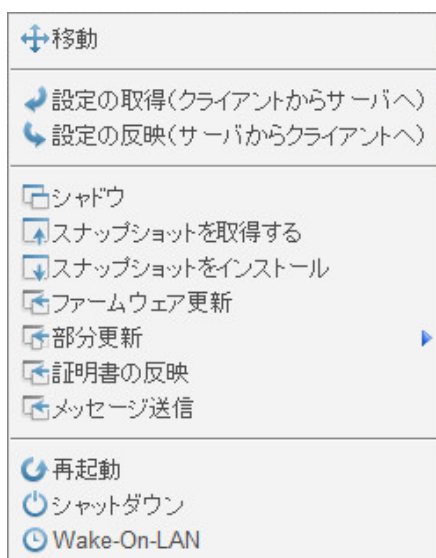 移動
設定の取得(クライアントからサーバへ)
設定の反映(サーバからクライアントへ)
シャドウ
スナップショットを取得する
スナップショットをインストール
ファームウェア更新
部分更新
証明書の反映
メッセージ送信
再起動
シャットダウン
Wake-On-LAN